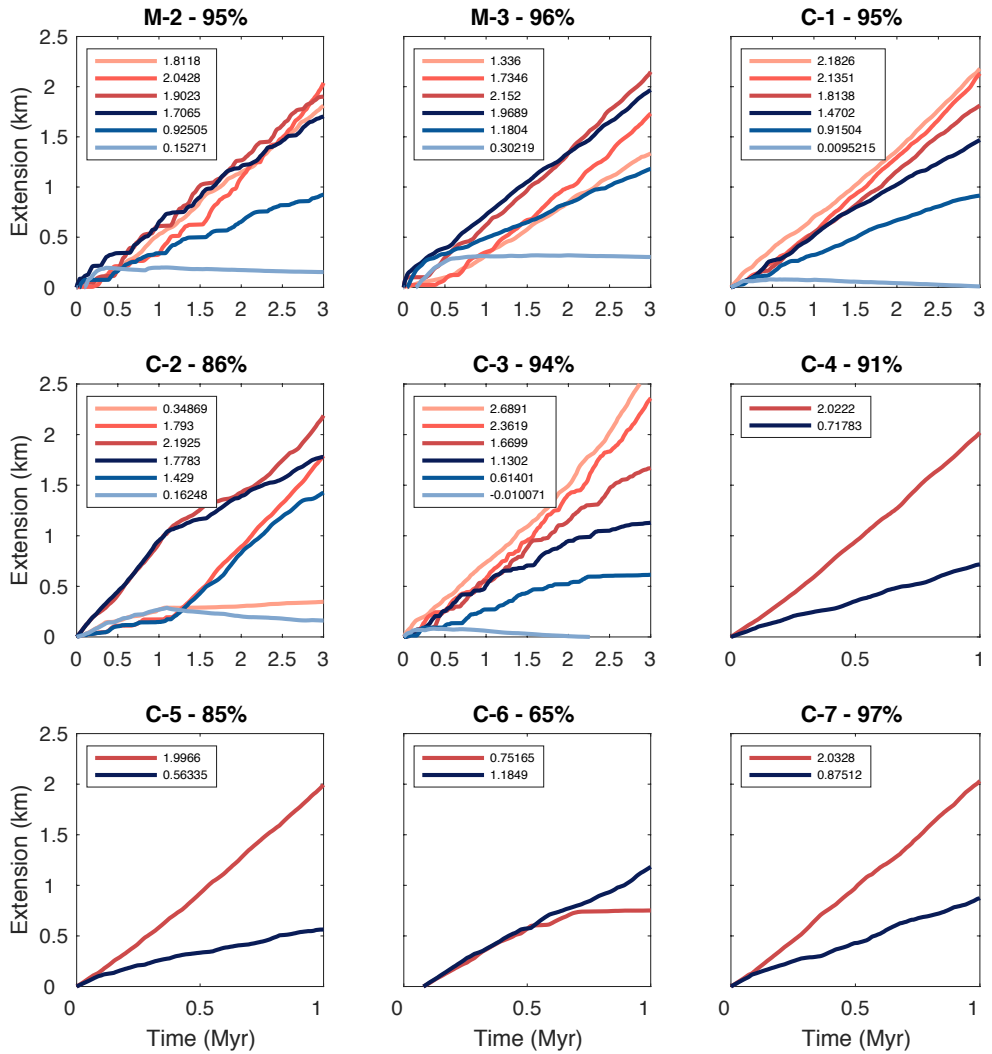 M-2 - 95%
M-3 - 96%
C-1 - 95%
Extension (km)
2.5
2
1.5
1
0.5
0
1.8118
2.0428
1.9023
1.7065
0.92505
0.15271
0 0.5 1 1.5 2 2.5 3
1.336
1.7346
2.152
1.9689
1.1804
0.30219
0 0.5 1 1.5 2 2.5 3
2.1826
2.1351
1.8138
1.4702
0.91504
0.0095215
0 0.5 1 1.5 2 2.5 3
C-2 - 86%
C-3 - 94%
C-4 - 91%
Extension (km)
2.5
2
1.5
1
0.5
0
0.34869
1.793
2.1925
1.7783
1.429
0.16248
0 0.5 1 1.5 2 2.5 3
2.6891
2.3619
1.6699
1.1302
0.61401
-0.010071
0 0.5 1 1.5 2 2.5 3
2.0222
0.71783
0 0.5 1
C-5 - 85%
C-6 - 65%
C-7 - 97%
Extension (km)
2.5
2
1.5
1
0.5
0
1.9966
0.56335
0 0.5 1
Time (Myr)
0.75165
1.1849
0 0.5 1
Time (Myr)
2.0328
0.87512
0 0.5 1
Time (Myr)